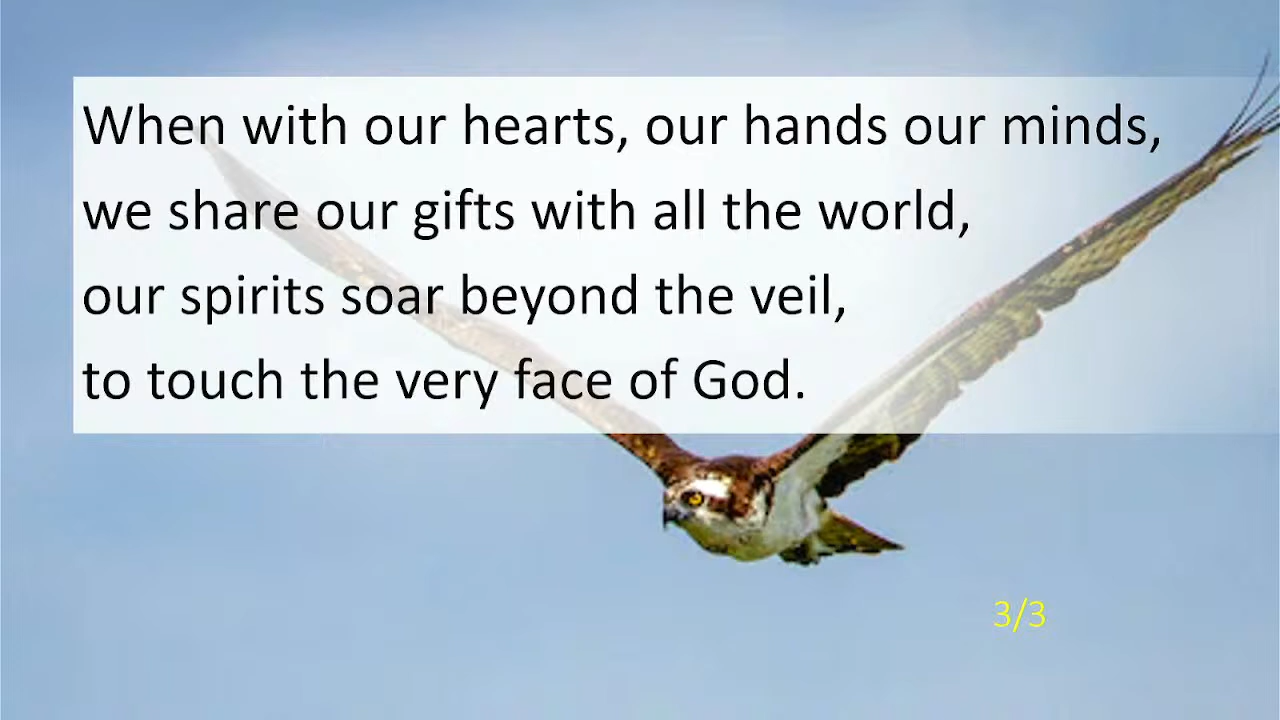 When with our hearts, our hands our minds,
we share our gifts with all the world,
our spirits soar beyond the veil,
to touch the very face of God.
3/3